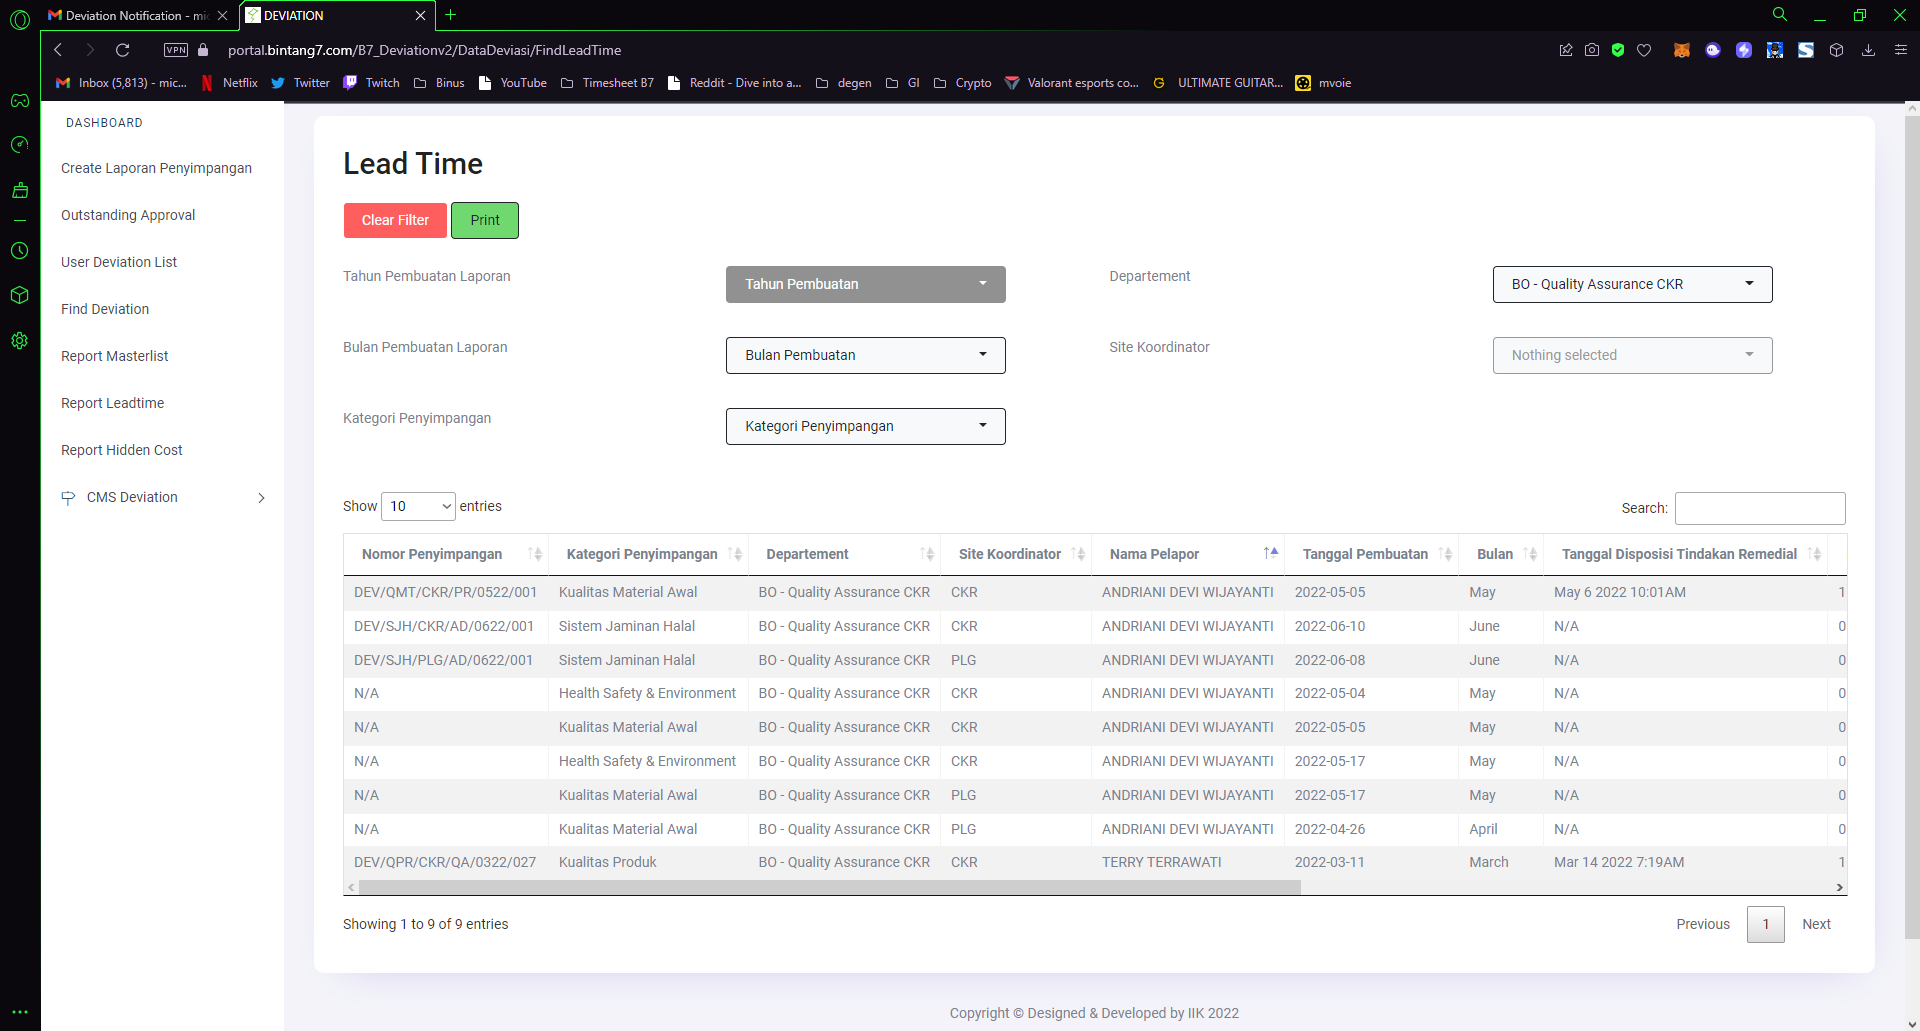 Deviation Notification - mic
DEVIATION
VPN
portal.bintang7.com/B7_Deviationv2/DataDeviasi/FindLeadTime
Inbox (5,813) - mic... Netflix Twitter Twitch Binus YouTube Timesheet B7 Reddit - Dive into a... degen GI Crypto Valorant esports co... ULTIMATE GUITAR... mvoie
DASHBOARD
Create Laporan Penyimpangan
Outstanding Approval
User Deviation List
Find Deviation
Report Masterlist
Report Leadtime
Report Hidden Cost
CMS Deviation
Lead Time
Clear Filter Print
Tahun Pembuatan Laporan Tahun Pembuatan Departement BO - Quality Assurance CKR
Bulan Pembuatan Laporan Bulan Pembuatan Site Koordinator Nothing selected
Kategori Penyimpangan Kategori Penyimpangan
Show 10 entries Search:
Nomor Penyimpangan Kategori Penyimpangan Departement Site Koordinator Nama Pelapor Tanggal Pembuatan Bulan Tanggal Disposisi Tindakan Remedial
DEV/QMT/CKR/PR/0522/001 Kualitas Material Awal BO - Quality Assurance CKR CKR ANDRIANI DEVI WIJAYANTI 2022-05-05 May May 6 2022 10:01AM 1
DEV/SJH/CKR/AD/0622/001 Sistem Jaminan Halal BO - Quality Assurance CKR CKR ANDRIANI DEVI WIJAYANTI 2022-06-10 June N/A 0
DEV/SJH/PLG/AD/0622/001 Sistem Jaminan Halal BO - Quality Assurance CKR PLG ANDRIANI DEVI WIJAYANTI 2022-06-08 June N/A 0
N/A Health Safety & Environment BO - Quality Assurance CKR CKR ANDRIANI DEVI WIJAYANTI 2022-05-04 May N/A 0
N/A Kualitas Material Awal BO - Quality Assurance CKR CKR ANDRIANI DEVI WIJAYANTI 2022-05-05 May N/A 0
N/A Health Safety & Environment BO - Quality Assurance CKR CKR ANDRIANI DEVI WIJAYANTI 2022-05-17 May N/A 0
N/A Kualitas Material Awal BO - Quality Assurance CKR PLG ANDRIANI DEVI WIJAYANTI 2022-05-17 May N/A 0
N/A Kualitas Material Awal BO - Quality Assurance CKR PLG ANDRIANI DEVI WIJAYANTI 2022-04-26 April N/A 0
DEV/QPR/CKR/QA/0322/027 Kualitas Produk BO - Quality Assurance CKR CKR TERRY TERRAWATI 2022-03-11 March Mar 14 2022 7:19AM 1
Showing 1 to 9 of 9 entries Previous 1 Next
Copyright © Designed & Developed by IIK 2022